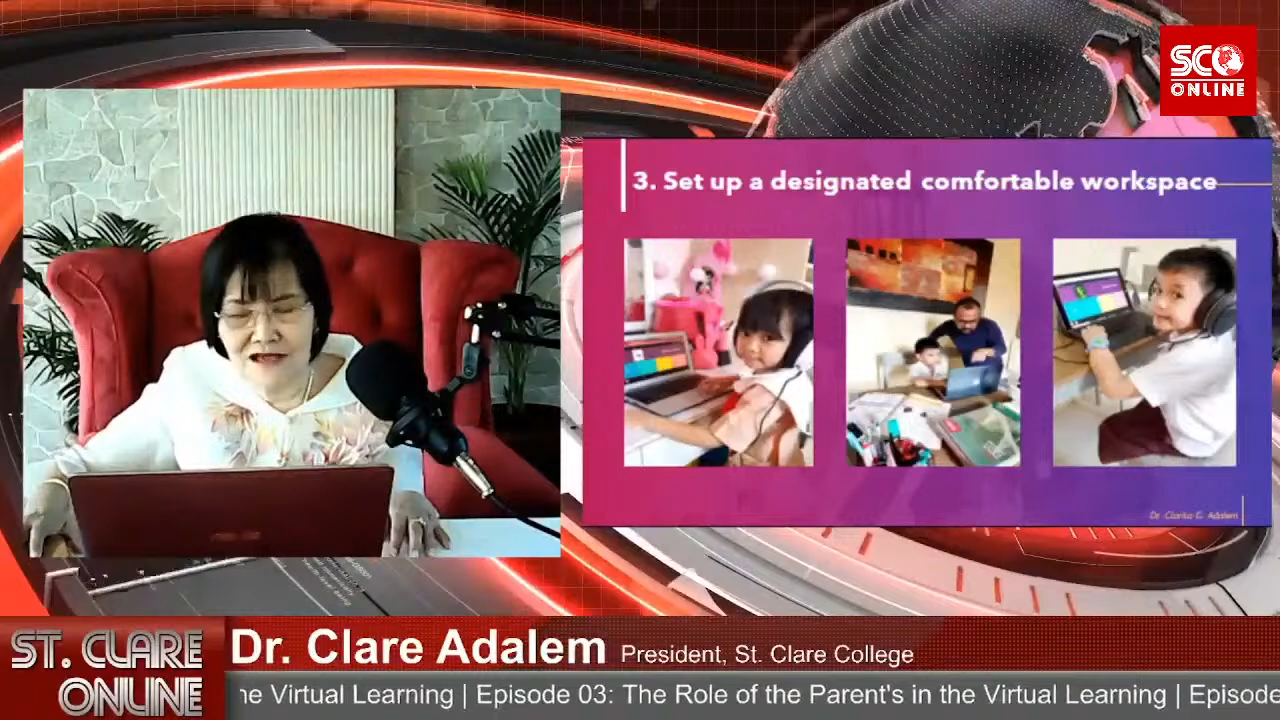 SCO
ONLINE
3. Set up a designated comfortable workspace
Dr. Clarita C. Adalem
ST. CLARE
ONLINE
Dr. Clare Adalem President, St. Clare College
he Virtual Learning | Episode 03: The Role of the Parent's in the Virtual Learning | Episode